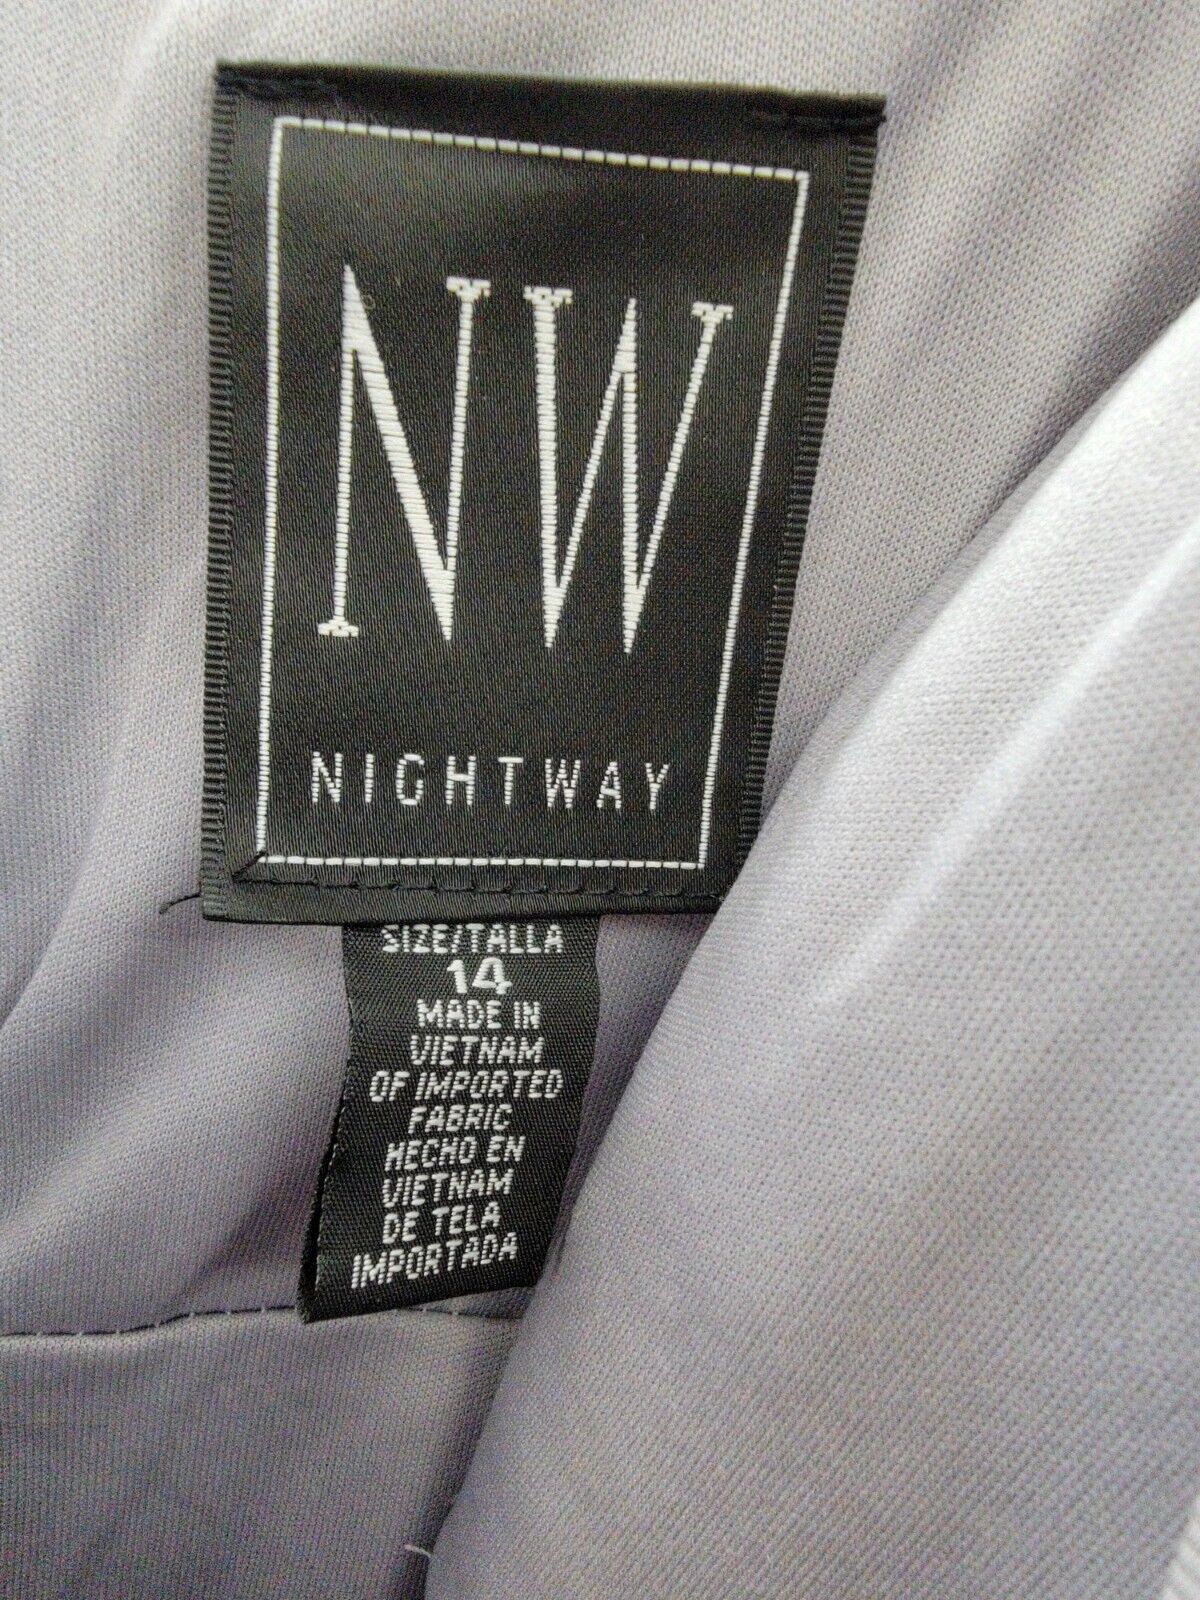 NW
NIGHTWAY
SIZE/TALLA
14
MADE IN
VIETNAM
OF IMPORTED
FABRIC
HECHO EN
VIETNAM
DE TELA
IMPORTADA